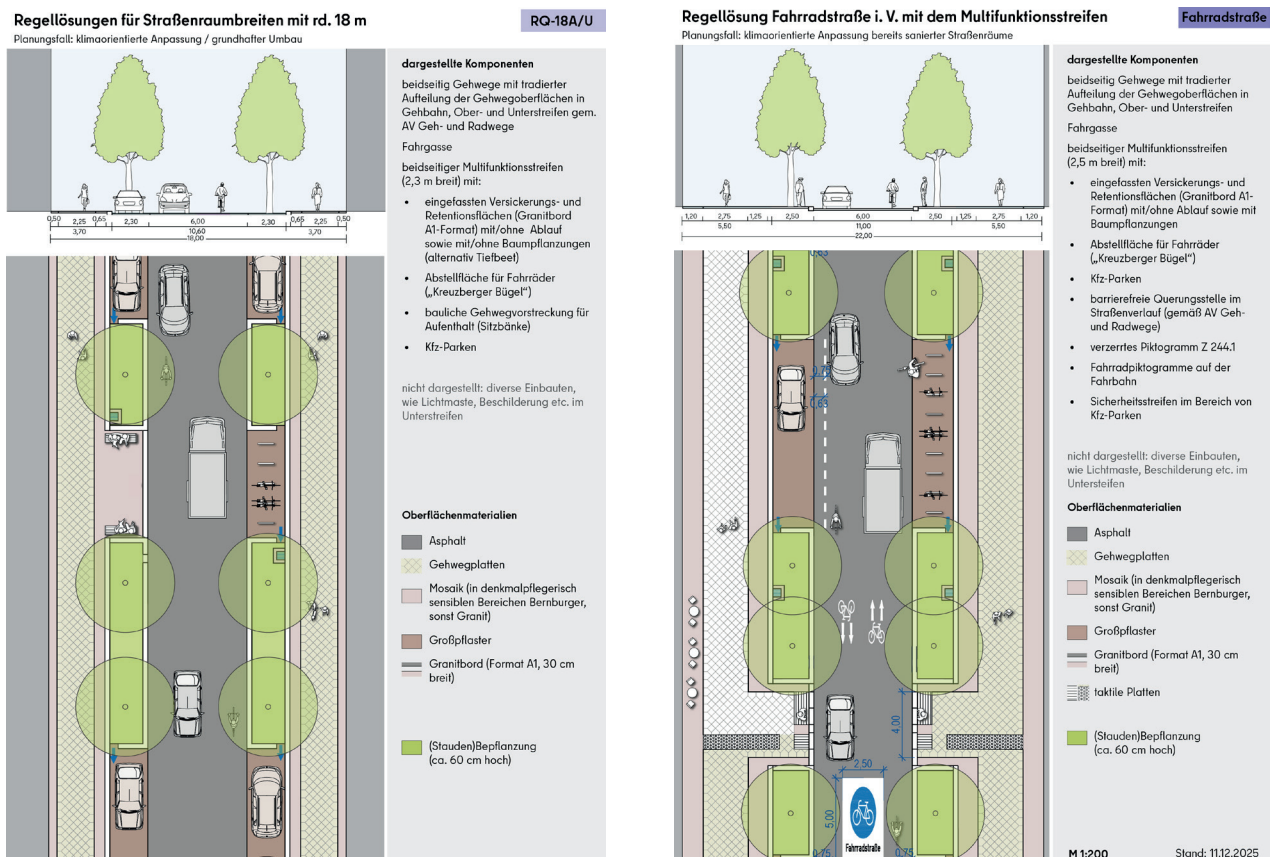 Regellösungen für Straßenraumbreiten mit rd. 18 m
RQ-18A/U
Planungsfall: klimaorientierte Anpassung / grundhafter Umbau
0,50
2,25
0,65
2,30
6,00
2,30
0,65
2,25
0,50
3,70
10,60
3,70
18,00
dargestellte Komponenten
beidseitig Gehwege mit tradierter
Aufteilung der Gehwegoberflächen in
Gehbahn, Ober- und Unterstreifen gem.
AV Geh- und Radwege
Fahrgasse
beidseitiger Multifunktionsstreifen
(2,3 m breit) mit:
• eingefassten Versickerungs- und
Retentionsflächen (Granitbord
A1-Format) mit/ohne Ablauf
sowie mit/ohne Baumpflanzungen
(alternativ Tiefbeet)
• Abstellfläche für Fahrräder
(„Kreuzberger Bügel“)
• bauliche Gehwegvorstreckung für
Aufenthalt (Sitzbänke)
• Kfz-Parken
nicht dargestellt: diverse Einbauten,
wie Lichtmaste, Beschilderung etc. im
Unterstreifen
Oberflächenmaterialien
Asphalt
Gehwegplatten
Mosaik (in denkmalpflegerisch
sensiblen Bereichen Bernburger,
sonst Granit)
Großpflaster
Granitbord (Format A1, 30 cm
breit)
(Stauden)Bepflanzung
(ca. 60 cm hoch)
Regellösung Fahrradstraße i. V. mit dem Multifunktionsstreifen
Fahrradstraße
Planungsfall: klimaorientierte Anpassung bereits sanierter Straßenräume
1,20
2,75
1,25
2,50
6,00
2,50
1,25
2,75
1,20
5,50
11,00
5,50
22,00
0,63
0,75
0,63
4.00
2.50
5.00
Fahrradstraße
0,75
0,75
dargestellte Komponenten
beidseitig Gehwege mit tradierter
Aufteilung der Gehwegoberflächen in
Gehbahn, Ober- und Unterstreifen
Fahrgasse
beidseitiger Multifunktionsstreifen
(2,5 m breit) mit:
• eingefassten Versickerungs- und
Retentionsflächen (Granitbord A1-
Format) mit/ohne Ablauf sowie mit
Baumpflanzungen
• Abstellfläche für Fahrräder
(„Kreuzberger Bügel“)
• Kfz-Parken
• barrierefreie Querungsstelle im
Straßenverlauf (gemäß AV Geh-
und Radwege)
• verzerrtes Piktogramm Z 244.1
• Fahrradpiktogramme auf der
Fahrbahn
• Sicherheitsstreifen im Bereich von
Kfz-Parken
nicht dargestellt: diverse Einbauten,
wie Lichtmaste, Beschilderung etc. im
Untersteifen
Oberflächenmaterialien
Asphalt
Gehwegplatten
Mosaik (in denkmalpflegerisch
sensiblen Bereichen Bernburger,
sonst Granit)
Großpflaster
Granitbord (Format A1, 30 cm
breit)
taktile Platten
(Stauden)Bepflanzung
(ca. 60 cm hoch)
M 1:200
Stand: 11.12.2025